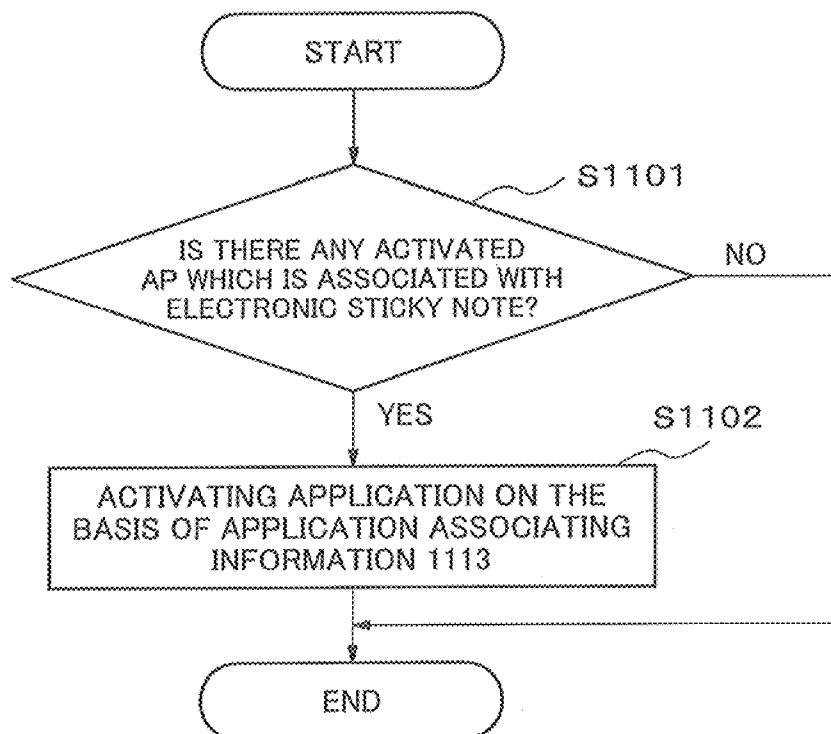 START
S1101
IS THERE ANY ACTIVATED
AP WHICH IS ASSOCIATED WITH
ELECTRONIC STICKY NOTE?
NO
YES
S1102
ACTIVATING APPLICATION ON THE
BASIS OF APPLICATION ASSOCIATING
INFORMATION 1113
END